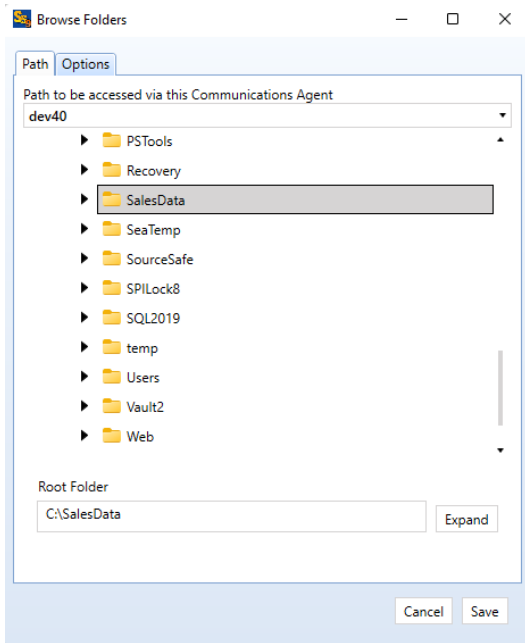 Browse Folders
Path Options
Path to be accessed via this Communications Agent
dev40
PSTools
Recovery
SalesData
SeaTemp
SourceSafe
SPILock8
SQL2019
temp
Users
Vault2
Web
Root Folder
C:\SalesData Expand
Cancel Save